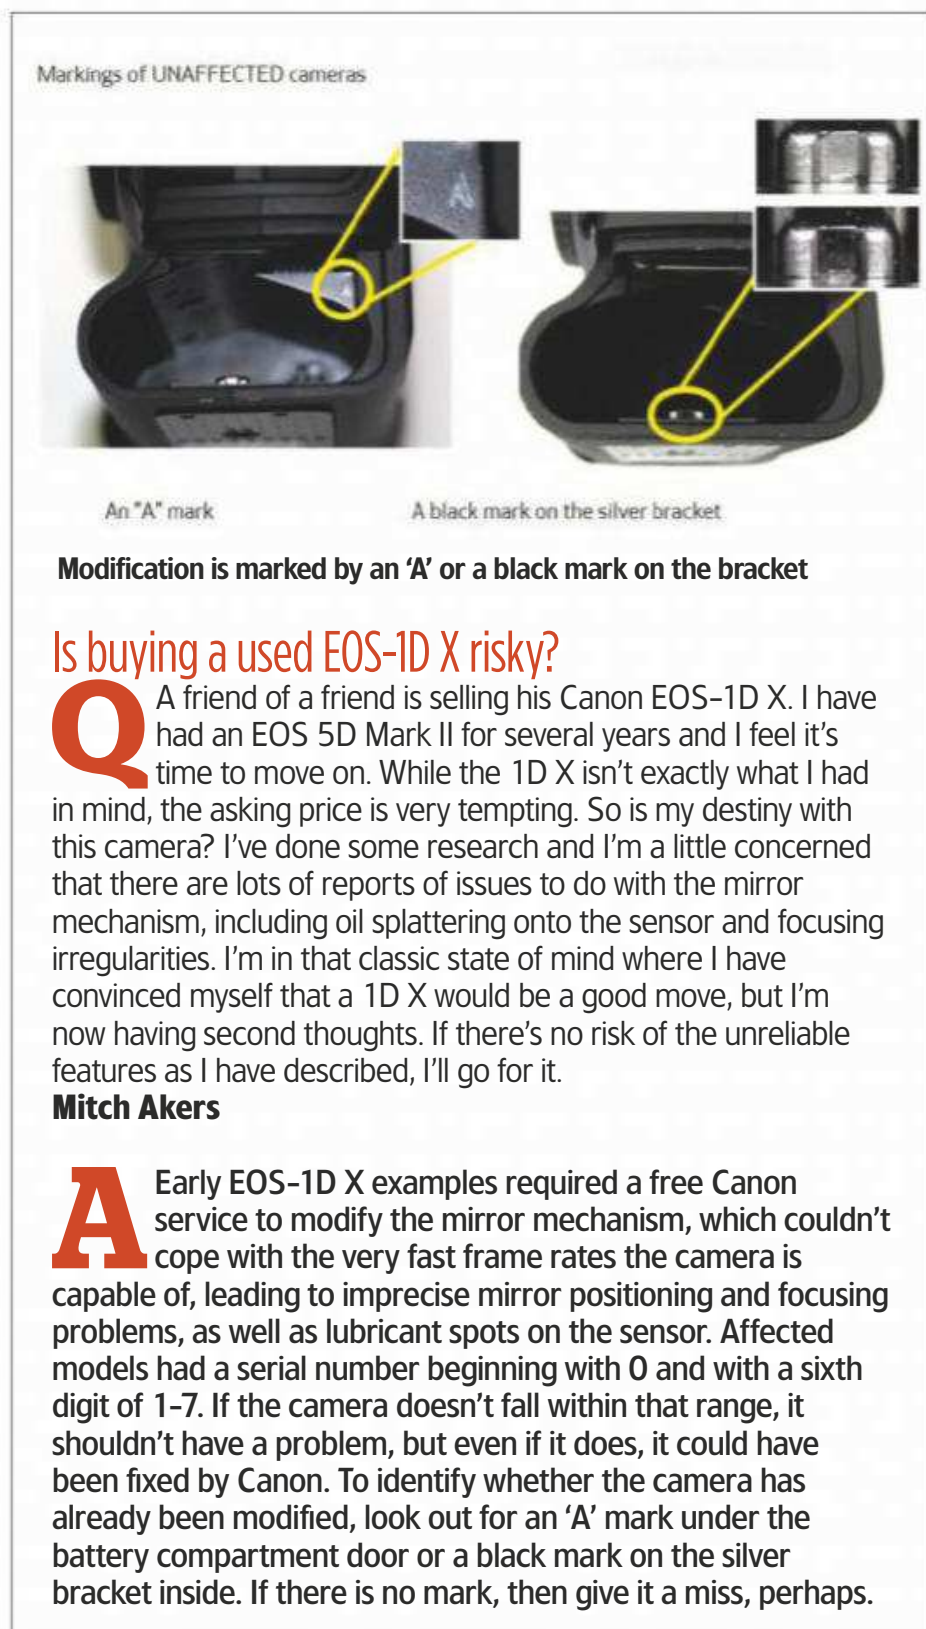 Markings of UNAFFECTED cameras
A
An "A" mark
A black mark on the silver bracket
Modification is marked by an ‘A’ or a black mark on the bracket
Is buying a used EOS-1D X risky?
Q A friend of a friend is selling his Canon EOS-1D X. I have
had an EOS 5D Mark II for several years and I feel it’s
time to move on. While the 1D X isn’t exactly what I had
in mind, the asking price is very tempting. So is my destiny with
this camera? I’ve done some research and I’m a little concerned
that there are lots of reports of issues to do with the mirror
mechanism, including oil splattering onto the sensor and focusing
irregularities. I’m in that classic state of mind where I have
convinced myself that a 1D X would be a good move, but I’m
now having second thoughts. If there’s no risk of the unreliable
features as I have described, I’ll go for it.
Mitch Akers
A Early EOS-1D X examples required a free Canon
service to modify the mirror mechanism, which couldn’t
cope with the very fast frame rates the camera is
capable of, leading to imprecise mirror positioning and focusing
problems, as well as lubricant spots on the sensor. Affected
models had a serial number beginning with 0 and with a sixth
digit of 1-7. If the camera doesn’t fall within that range, it
shouldn’t have a problem, but even if it does, it could have
been fixed by Canon. To identify whether the camera has
already been modified, look out for an ‘A’ mark under the
battery compartment door or a black mark on the silver
bracket inside. If there is no mark, then give it a miss, perhaps.